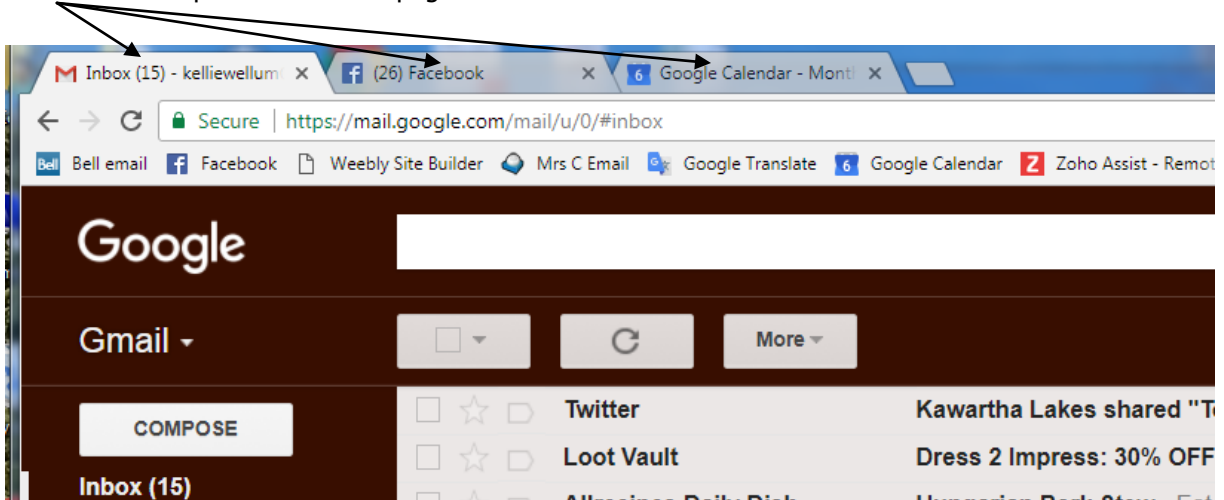 Inbox (15) - kelliewellum
(26) Facebook
Google Calendar - Mont
Secure | https://mail.google.com/mail/u/0/#inbox
Bell Bell email Facebook Weebly Site Builder Mrs C Email Google Translate 6 Google Calendar Z Zoho Assist - Remot
Google
Gmail
More
COMPOSE
Twitter Kawartha Lakes shared "T
Loot Vault Dress 2 Impress: 30% OFF
Inbox (15)